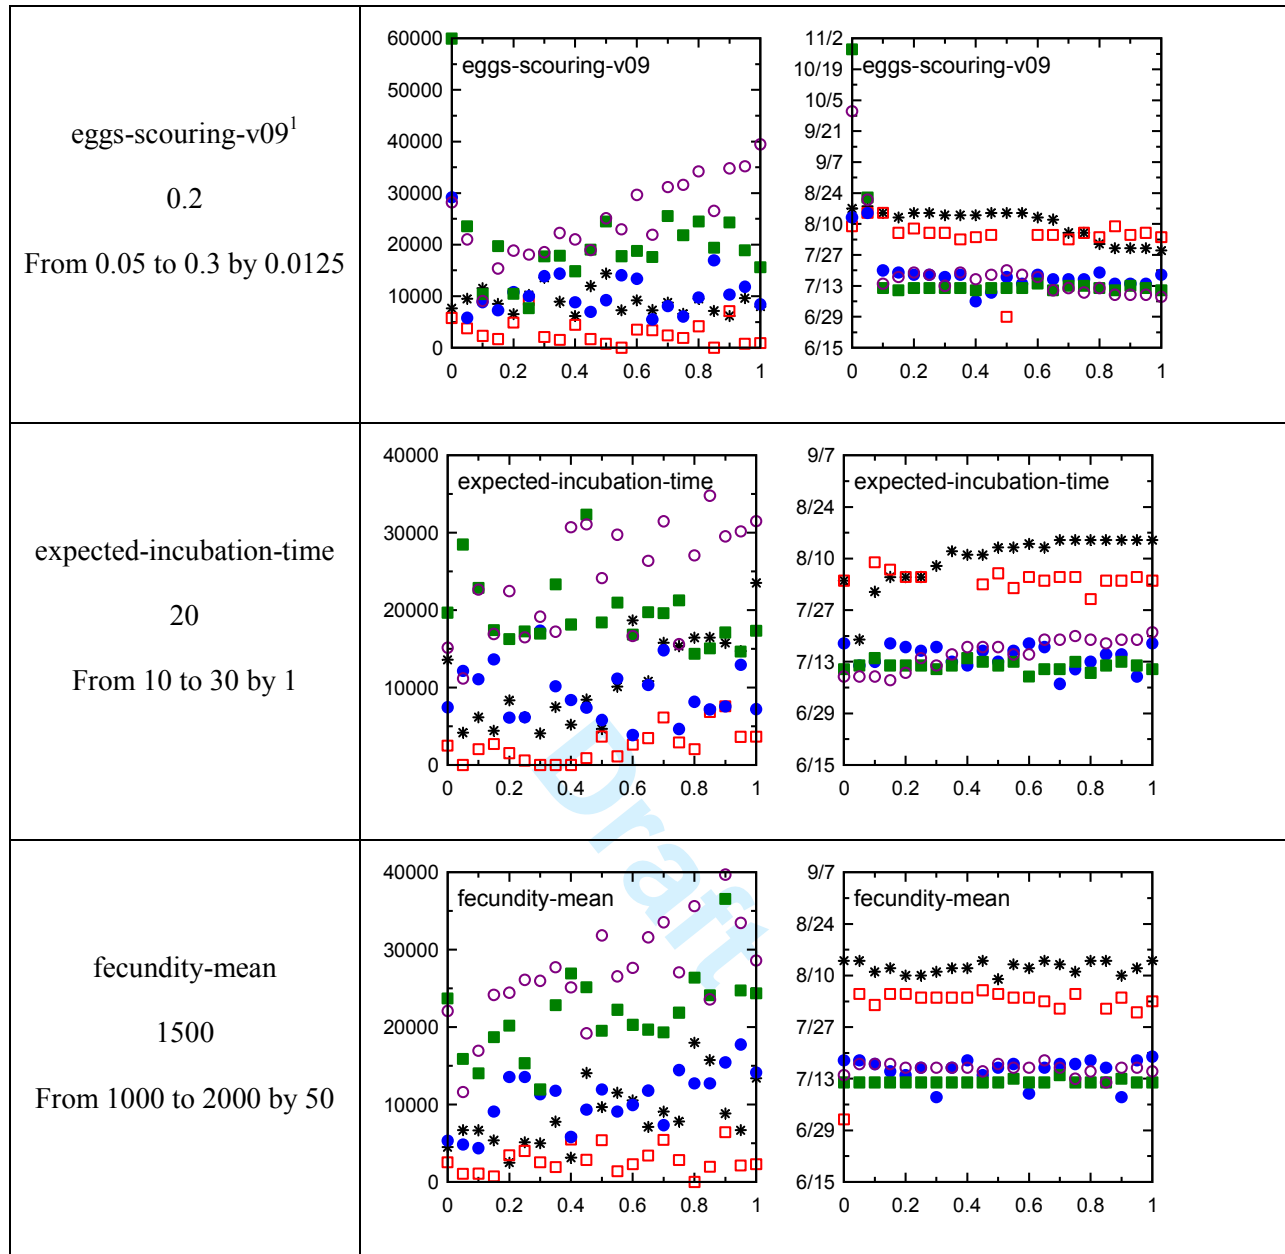 eggs-scouring-v09¹
0.2
From 0.05 to 0.3 by 0.0125
60000
50000
40000
30000
20000
10000
0
eggs-scouring-v09
0 0.2 0.4 0.6 0.8 1
11/2
10/19
10/5
9/21
9/7
8/24
8/10
7/27
7/13
6/29
6/15
eggs-scouring-v09
0 0.2 0.4 0.6 0.8 1
expected-incubation-time
20
From 10 to 30 by 1
40000
30000
20000
10000
0
expected-incubation-time
0 0.2 0.4 0.6 0.8 1
9/7
8/24
8/10
7/27
7/13
6/29
6/15
expected-incubation-time
0 0.2 0.4 0.6 0.8 1
fecundity-mean
1500
From 1000 to 2000 by 50
40000
30000
20000
10000
0
fecundity-mean
0 0.2 0.4 0.6 0.8 1
9/7
8/24
8/10
7/27
7/13
6/29
6/15
fecundity-mean
0 0.2 0.4 0.6 0.8 1
Draft